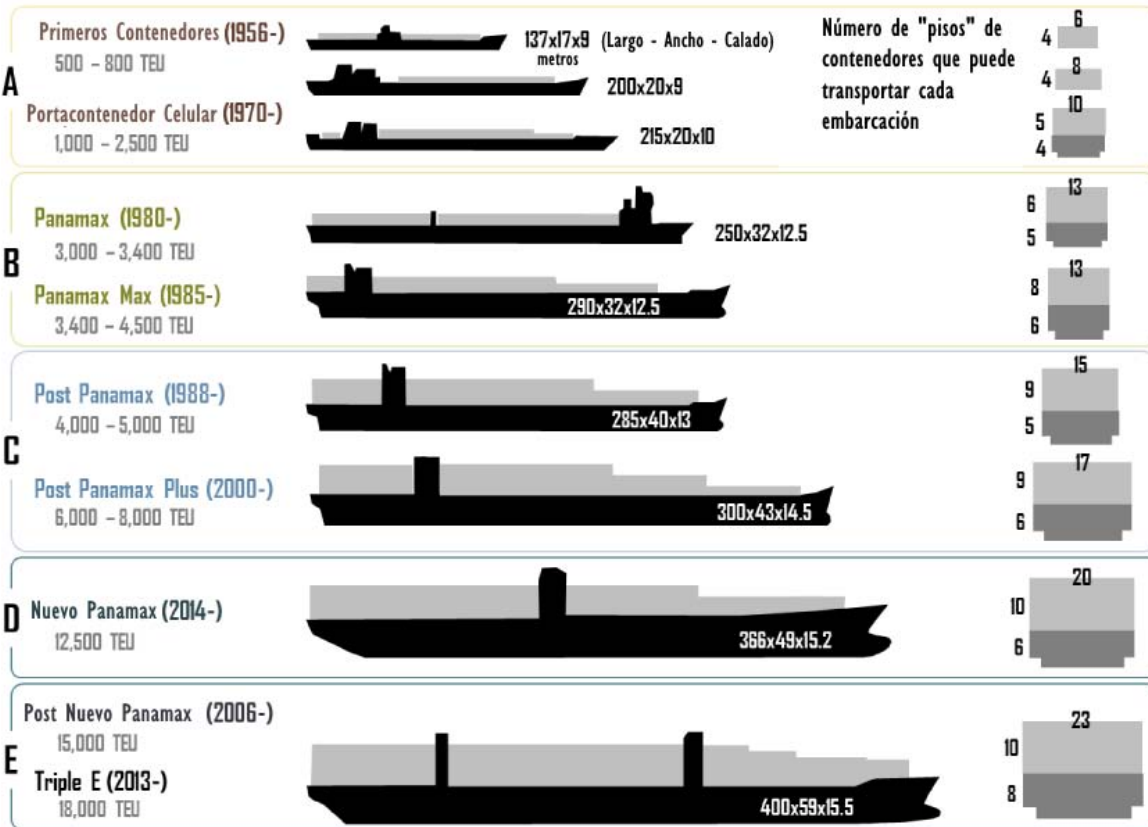 Primeros Contenedores (1956-)
500 – 800 TEU
137x17x9 (Largo - Ancho - Calado)
metros
Número de "pisos" de
contenedores que puede
transportar cada
embarcación
6
4
A
200x20x9
8
4
Portacontenedor Celular (1970-)
1,000 – 2,500 TEU
215x20x10
10
5
4
B
Panamax (1980-)
3,000 – 3,400 TEU
250x32x12.5
13
6
5
Panamax Max (1985-)
3,400 – 4,500 TEU
290x32x12.5
13
8
6
C
Post Panamax (1988-)
4,000 – 5,000 TEU
285x40x13
15
9
5
Post Panamax Plus (2000-)
6,000 – 8,000 TEU
300x43x14.5
17
9
6
D
Nuevo Panamax (2014-)
12,500 TEU
366x49x15.2
20
10
6
E
Post Nuevo Panamax (2006-)
15,000 TEU
Triple E (2013-)
18,000 TEU
400x59x15.5
23
10
8